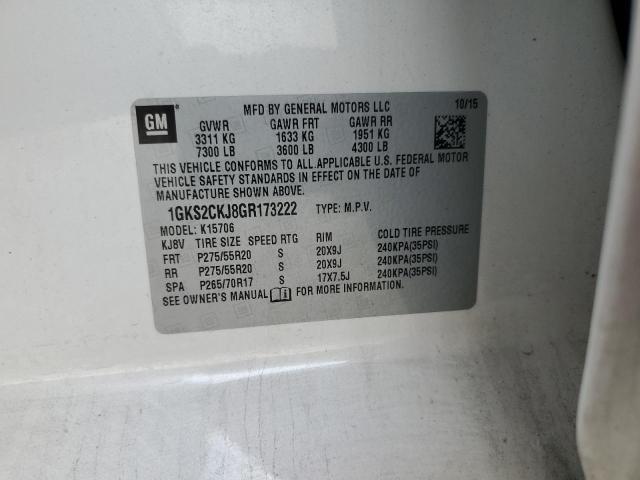 GM
MFD BY GENERAL MOTORS LLC 10/15
GVWR GAWR FRT GAWR RR
3311 KG 1633 KG 1951 KG
7300 LB 3600 LB 4300 LB
THIS VEHICLE CONFORMS TO ALL APPLICABLE U.S. FEDERAL MOTOR
VEHICLE SAFETY STANDARDS IN EFFECT ON THE DATE OF
MANUFACTURE SHOWN ABOVE.
1GKS2CKJ8GR173222 TYPE: M.P.V.
MODEL: K15706
KJ8V TIRE SIZE SPEED RTG RIM COLD TIRE PRESSURE
FRT P275/55R20 S 20X9J 240KPA(35PSI)
RR P275/55R20 S 20X9J 240KPA(35PSI)
SPA P265/70R17 S 17X7.5J 240KPA(35PSI)
SEE OWNER'S MANUAL FOR MORE INFORMATION.